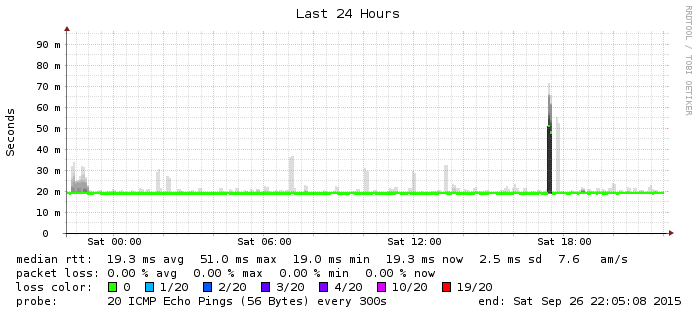 Last 24 Hours
RRDTOOL / TOBI OETIKER
Seconds
90 m
80 m
70 m
60 m
50 m
40 m
30 m
20 m
10 m
0
Sat 00:00 Sat 06:00 Sat 12:00 Sat 18:00
median rtt: 19.3 ms avg 51.0 ms max 19.0 ms min 19.3 ms now 2.5 ms sd 7.6 am/s
packet loss: 0.00 % avg 0.00 % max 0.00 % min 0.00 % now
loss color: 0 1/20 2/20 3/20 4/20 10/20 19/20
probe: 20 ICMP Echo Pings (56 Bytes) every 300s end: Sat Sep 26 22:05:08 2015